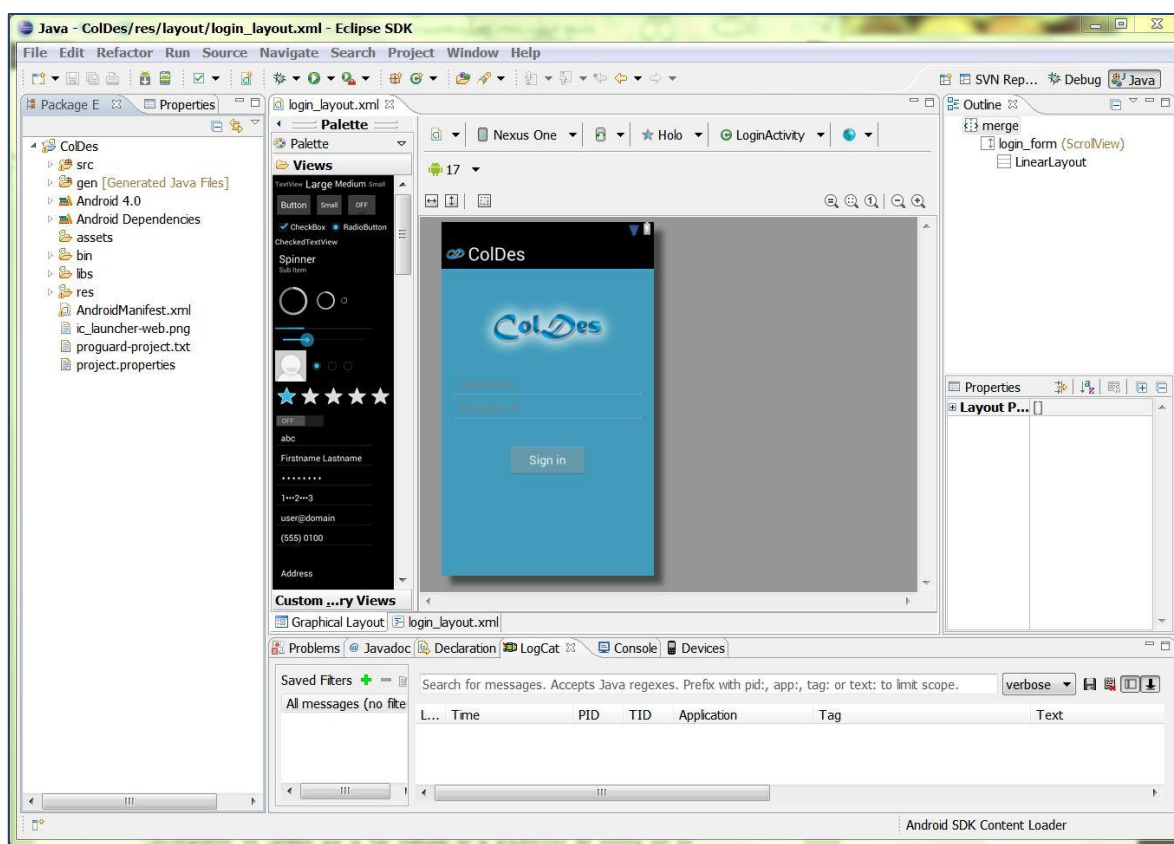 Java - ColDes/res/layout/login_layout.xml - Eclipse SDK
File Edit Refactor Run Source Navigate Search Project Window Help
SVN Rep... Debug Java
Package E Properties
ColDes
src
gen [Generated Java Files]
Android 4.0
Android Dependencies
assets
bin
libs
res
AndroidManifest.xml
ic_launcher-web.png
proguard-project.txt
project.properties
login_layout.xml
Palette
Palette
Views
TextView Large Medium Small
Button Small OFF
CheckBox RadioButton
CheckedTextView
Spinner
Sub Item
OFF
abc
Firstname Lastname
1•••2•••3
user@domain
(555) 0100
Address
Custom ...ry Views
Nexus One Holo LoginActivity
17
ColDes
ColDes
Sign in
Graphical Layout login_layout.xml
Outline
merge
login_form (ScrollView)
LinearLayout
Properties
Layout P... []
Problems Javadoc Declaration LogCat Console Devices
Saved Filters
All messages (no filte
Search for messages. Accepts Java regexes. Prefix with pid:, app:, tag: or text: to limit scope.
verbose
L... Time PID TID Application Tag Text
Android SDK Content Loader